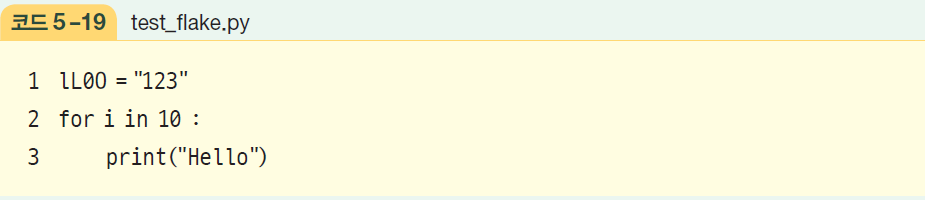 코드 5-19 test_flake.py
1 lL0O = "123"
2 for i in 10 :
3     print("Hello")